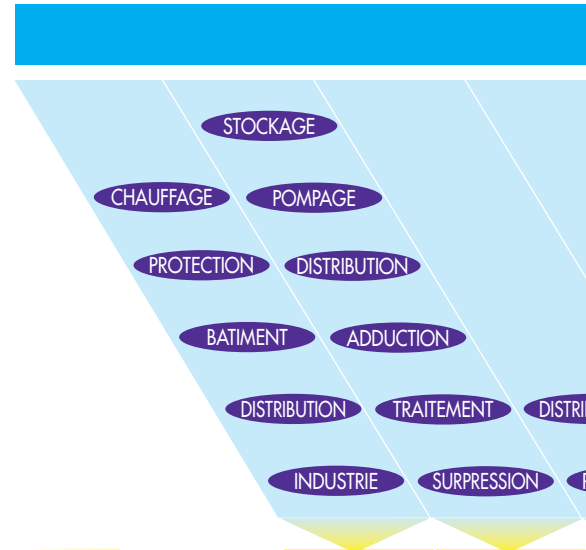 STOCKAGE
CHAUFFAGE POMPAGE
PROTECTION DISTRIBUTION
BATIMENT ADDUCTION
DISTRIBUTION TRAITEMENT
INDUSTRIE SURPRESSION